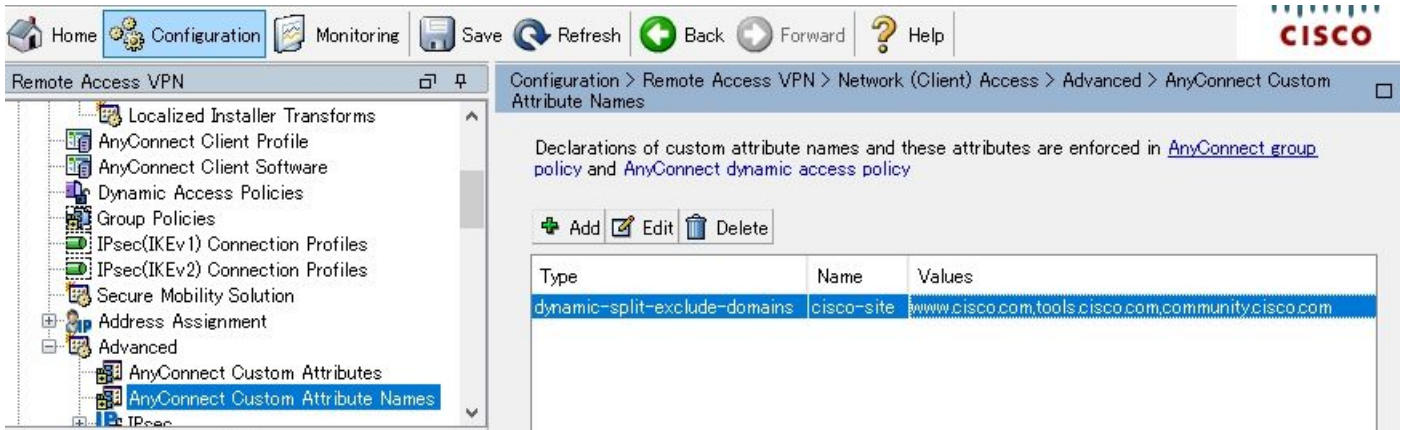 Home Configuration Monitoring Save Refresh Back Forward Help
CISCO
Remote Access VPN
Localized Installer Transforms
AnyConnect Client Profile
AnyConnect Client Software
Dynamic Access Policies
Group Policies
IPsec(IKEv1) Connection Profiles
IPsec(IKEv2) Connection Profiles
Secure Mobility Solution
Address Assignment
Advanced
AnyConnect Custom Attributes
AnyConnect Custom Attribute Names
IPsec
Configuration > Remote Access VPN > Network (Client) Access > Advanced > AnyConnect Custom
Attribute Names
Declarations of custom attribute names and these attributes are enforced in AnyConnect group
policy and AnyConnect dynamic access policy
Add Edit Delete
Type Name Values
dynamic-split-exclude-domains cisco-site www.cisco.com,tools.cisco.com,community.cisco.com